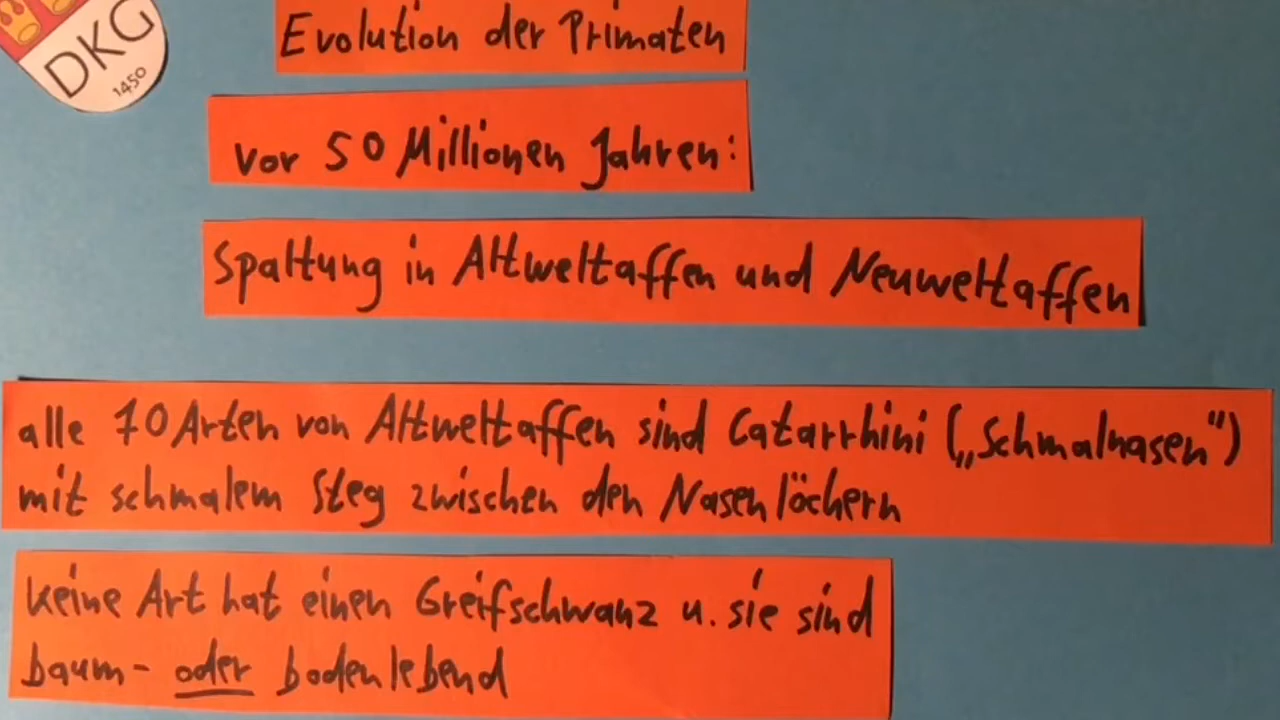 DKG
1450
Evolution der Primaten
vor 50 Millionen Jahren:
Spaltung in Altweltaffen und Neuweltaffen
alle 70 Arten von Altweltaffen sind Catarrhini („Schmalnasen“)
mit schmalem Steg zwischen den Nasenlöchern
keine Art hat einen Greifschwanz u. sie sind
baum- oder bodenlebend